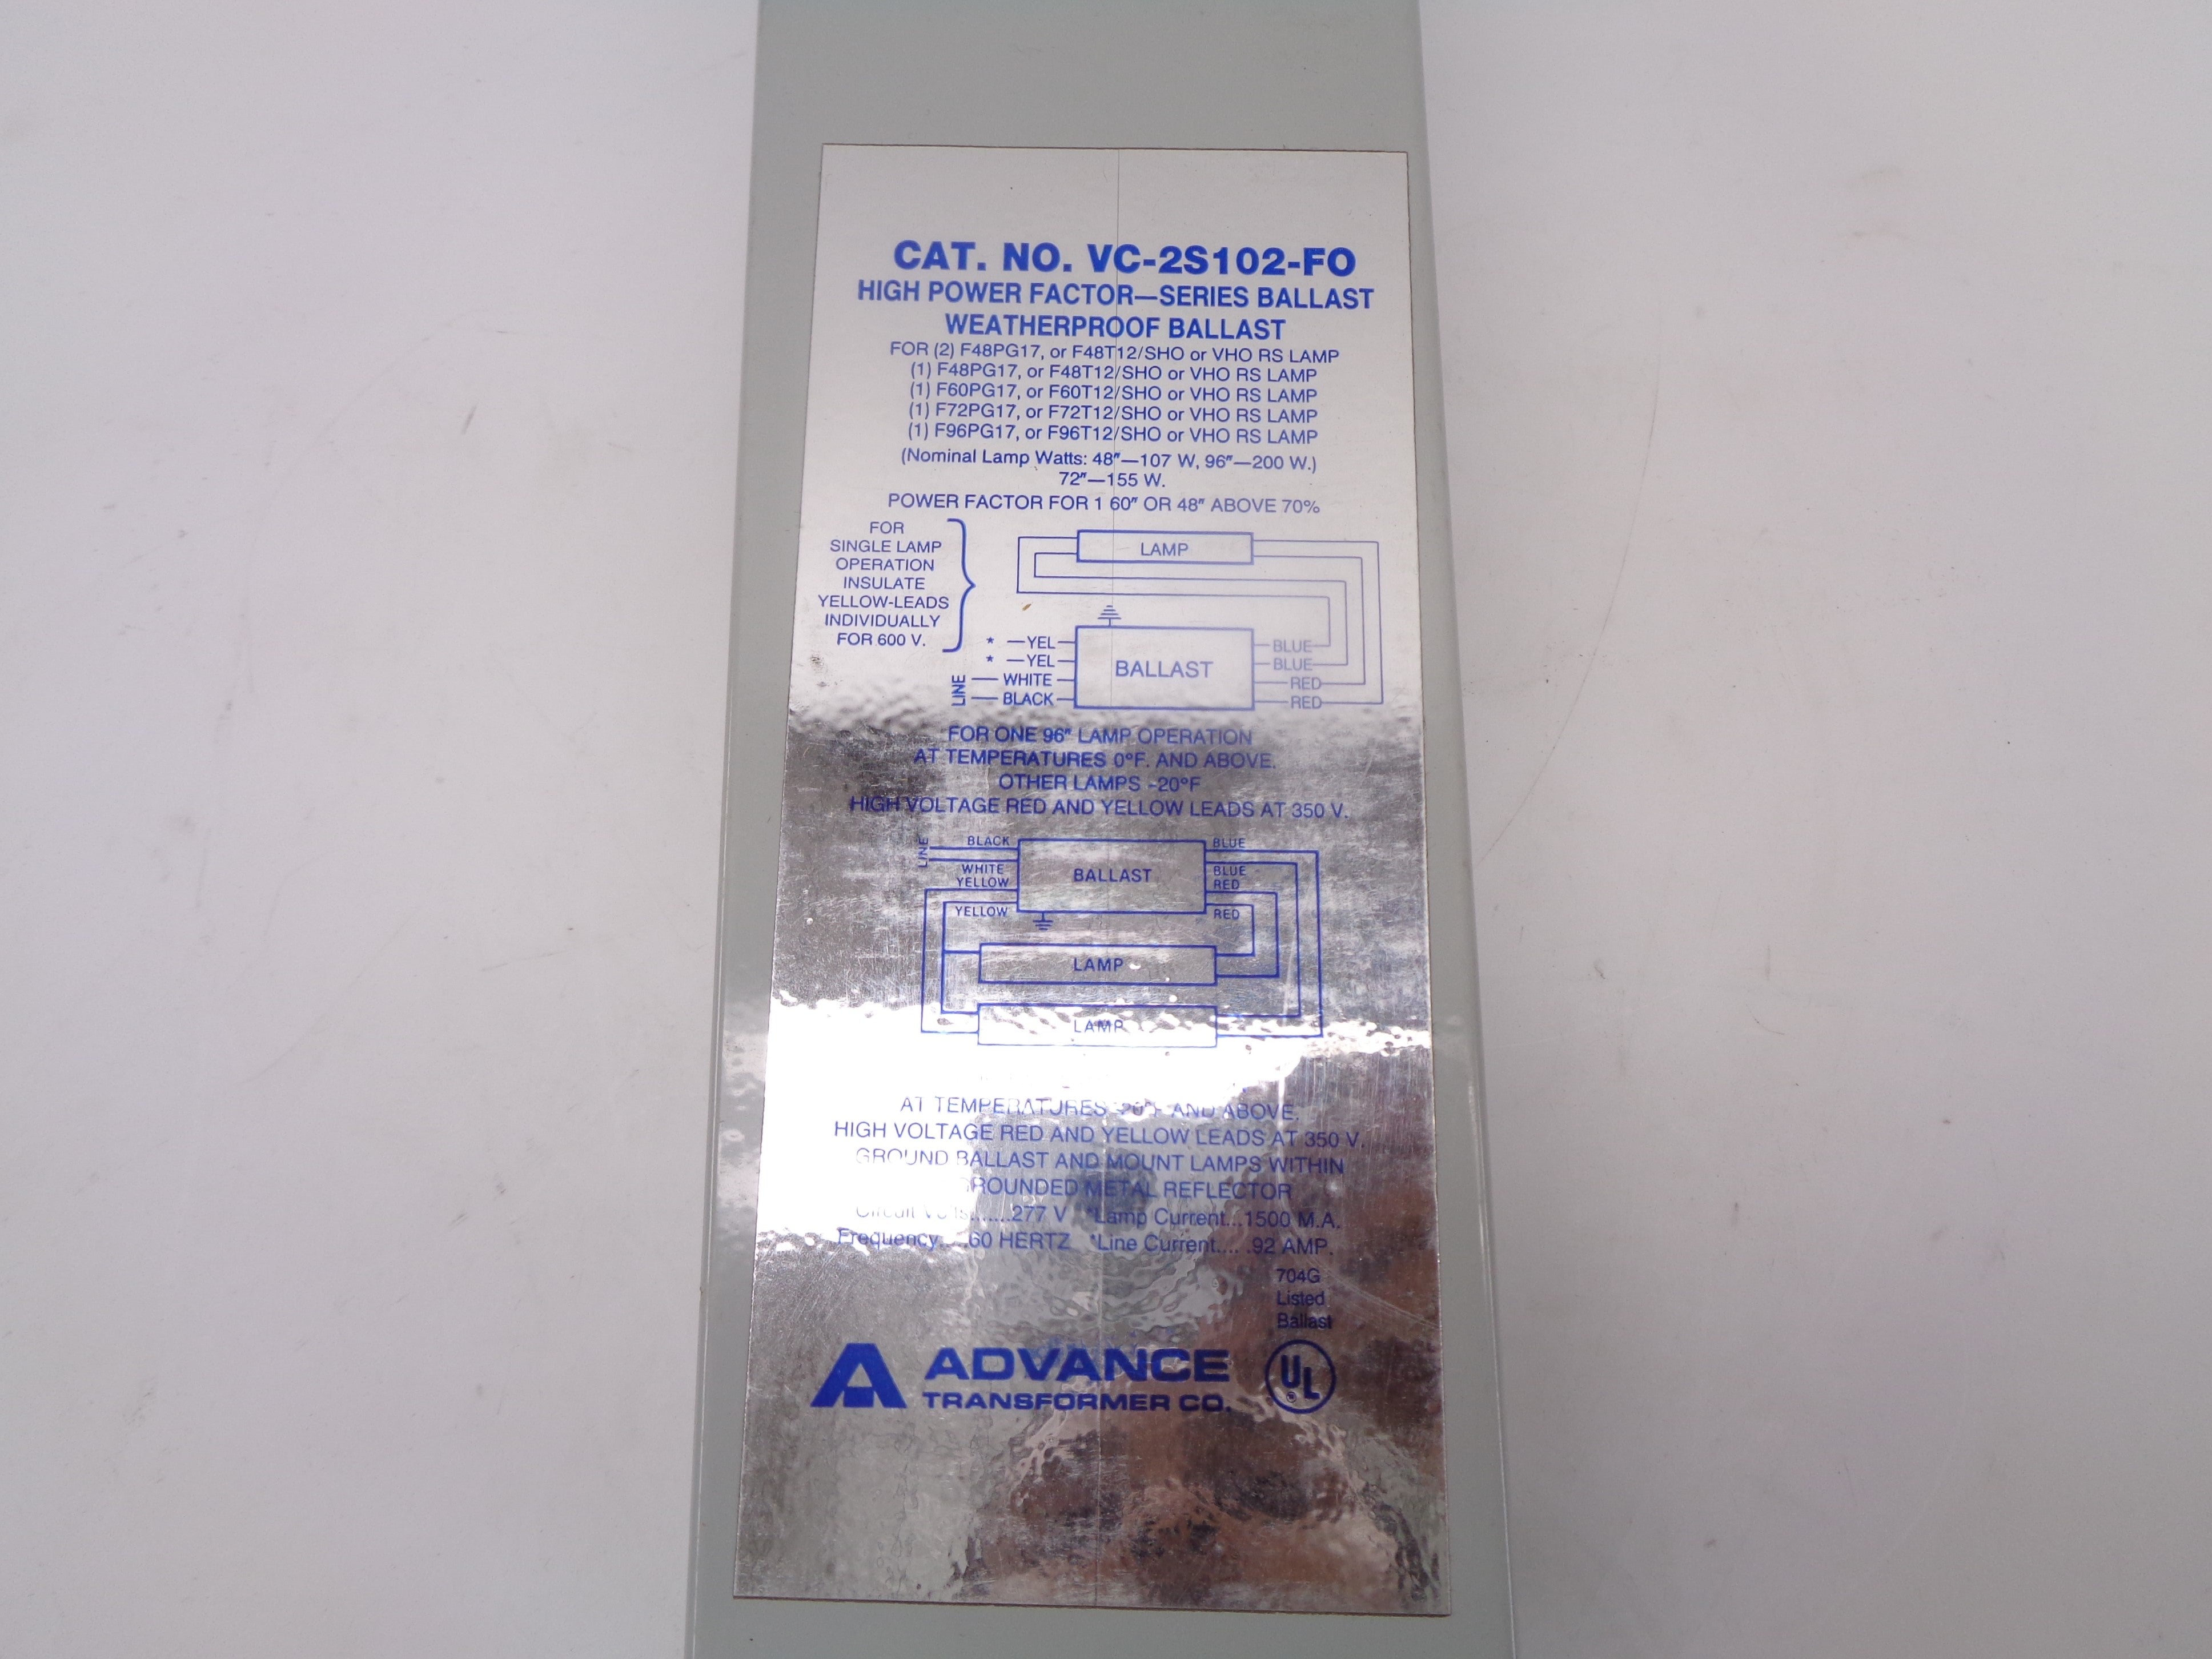 CAT. NO. VC-2S102-FO
HIGH POWER FACTOR—SERIES BALLAST
WEATHERPROOF BALLAST
FOR (2) F48PG17, or F48T12/SHO or VHO RS LAMP
(1) F48PG17, or F48T12/SHO or VHO RS LAMP
(1) F60PG17, or F60T12/SHO or VHO RS LAMP
(1) F72PG17, or F72T12/SHO or VHO RS LAMP
(1) F96PG17, or F96T12/SHO or VHO RS LAMP
(Nominal Lamp Watts: 48″—107 W, 96″—200 W.)
72″—155 W.
POWER FACTOR FOR 1 60″ OR 48″ ABOVE 70%
FOR
SINGLE LAMP
OPERATION
INSULATE
YELLOW-LEADS
INDIVIDUALLY
FOR 600 V.
LAMP
* —YEL
* —YEL
LINE
WHITE
BLACK
BALLAST
BLUE
BLUE
RED
RED
FOR ONE 96″ LAMP OPERATION
AT TEMPERATURES 0°F. AND ABOVE.
OTHER LAMPS -20°F
HIGH VOLTAGE RED AND YELLOW LEADS AT 350 V.
LINE
BLACK
WHITE
YELLOW
YELLOW
BALLAST
BLUE
BLUE
RED
RED
LAMP
LAMP
AT TEMPERATURES -20°F AND ABOVE.
HIGH VOLTAGE RED AND YELLOW LEADS AT 350 V.
GROUND BALLAST AND MOUNT LAMPS WITHIN
GROUNDED METAL REFLECTOR
Circuit Volts.......277 V *Lamp Current...1500 M.A.
Frequency....60 HERTZ *Line Current.... .92 AMP.
704G
Listed
Ballast
A ADVANCE
TRANSFORMER CO.
UL
®